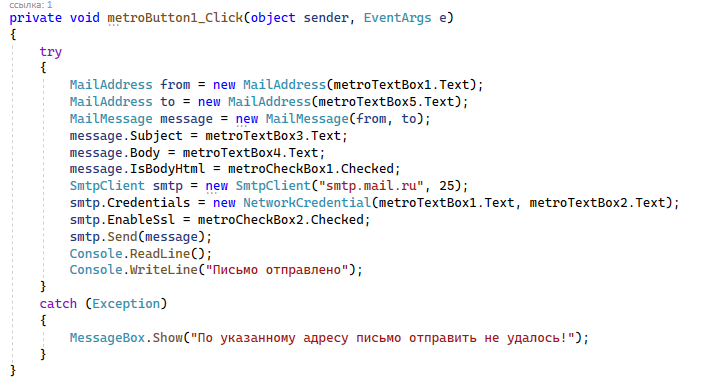 ссылка: 1
private void metroButton1_Click(object sender, EventArgs e)
{
    try
    {
        MailAddress from = new MailAddress(metroTextBox1.Text);
        MailAddress to = new MailAddress(metroTextBox5.Text);
        MailMessage message = new MailMessage(from, to);
        message.Subject = metroTextBox3.Text;
        message.Body = metroTextBox4.Text;
        message.IsBodyHtml = metroCheckBox1.Checked;
        SmtpClient smtp = new SmtpClient("smtp.mail.ru", 25);
        smtp.Credentials = new NetworkCredential(metroTextBox1.Text, metroTextBox2.Text);
        smtp.EnableSsl = metroCheckBox2.Checked;
        smtp.Send(message);
        Console.ReadLine();
        Console.WriteLine("Письмо отправлено");
    }
    catch (Exception)
    {
        MessageBox.Show("По указанному адресу письмо отправить не удалось!");
    }
}